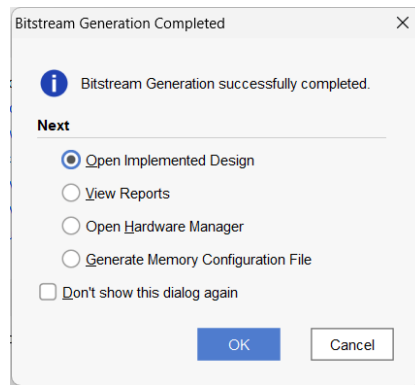 Bitstream Generation Completed
Bitstream Generation successfully completed.
Next
Open Implemented Design
View Reports
Open Hardware Manager
Generate Memory Configuration File
Don't show this dialog again
OK
Cancel